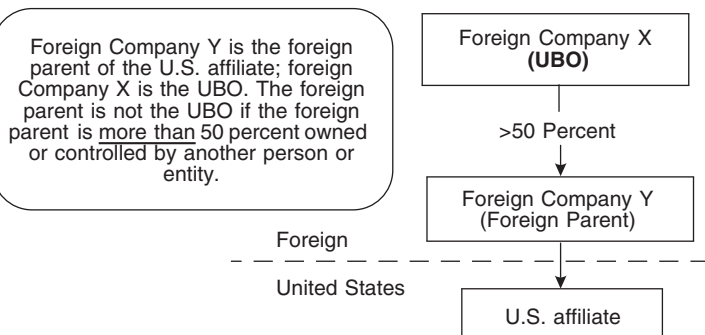 Foreign Company Y is the foreign
parent of the U.S. affiliate; foreign
Company X is the UBO. The foreign
parent is not the UBO if the foreign
parent is more than 50 percent owned
or controlled by another person or
entity.
Foreign Company X
(UBO)
>50 Percent
Foreign Company Y
(Foreign Parent)
Foreign
United States
U.S. affiliate